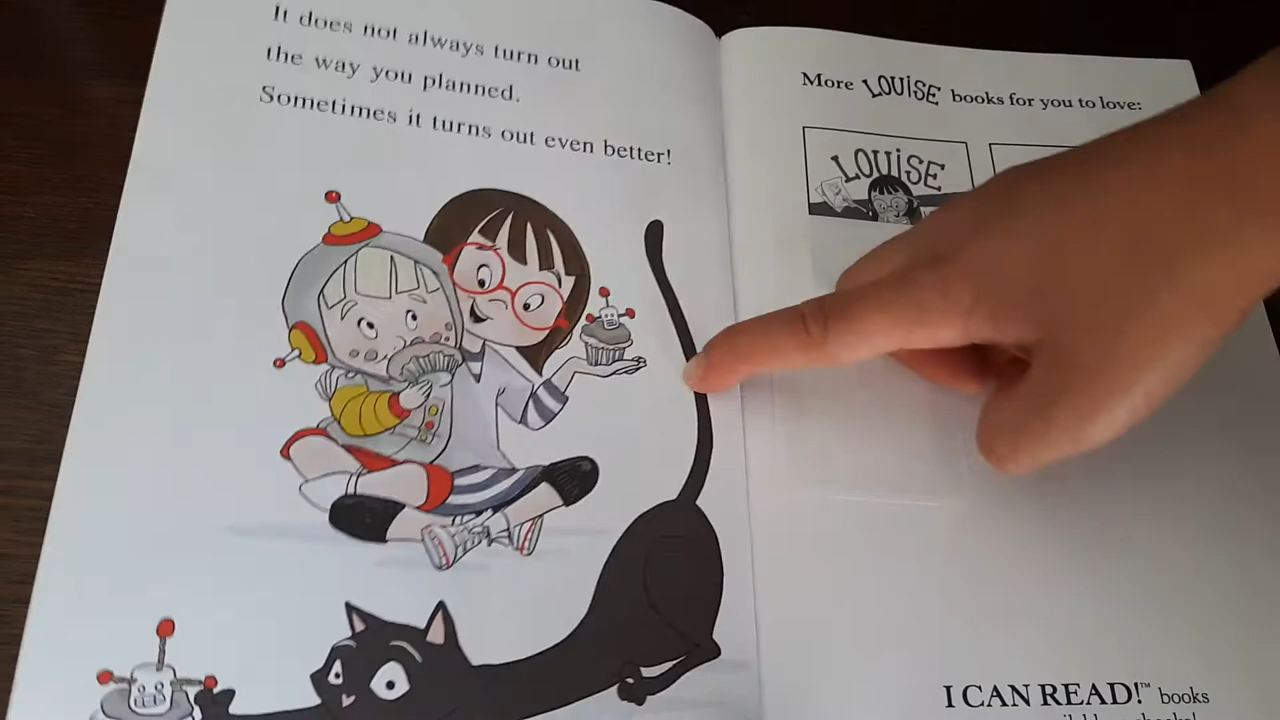 It does not always turn out
the way you planned.
Sometimes it turns out even better!
More LOUISE books for you to love:
LOUISE
I CAN READ!™ books